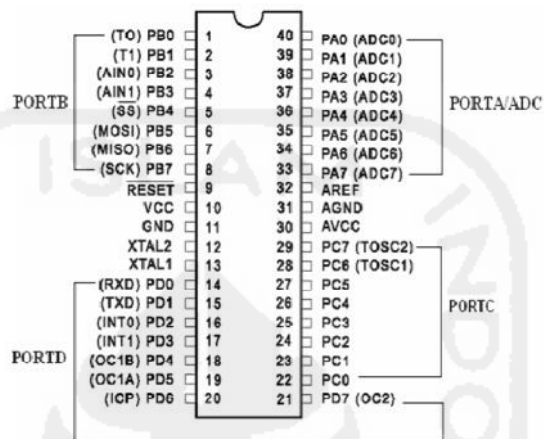 (TO) PB0 1 40 PA0 (ADC0)
(T1) PB1 2 39 PA1 (ADC1)
(AIN0) PB2 3 38 PA2 (ADC2)
(AIN1) PB3 4 37 PA3 (ADC3)
PORTB PORTA/ADC
(SS) PB4 5 36 PA4 (ADC4)
(MOSI) PB5 6 35 PA5 (ADC5)
(MISO) PB6 7 34 PA6 (ADC6)
(SCK) PB7 8 33 PA7 (ADC7)
RESET 9 32 AREF
VCC 10 31 AGND
GND 11 30 AVCC
XTAL2 12 29 PC7 (TOSC2)
XTAL1 13 28 PC6 (TOSC1)
(RXD) PD0 14 27 PC5
(TXD) PD1 15 26 PC4 PORTC
(INT0) PD2 16 25 PC3
(INT1) PD3 17 24 PC2
PORTD
(OC1B) PD4 18 23 PC1
(OC1A) PD5 19 22 PC0
(ICP) PD6 20 21 PD7 (OC2)
ISLA
INDO